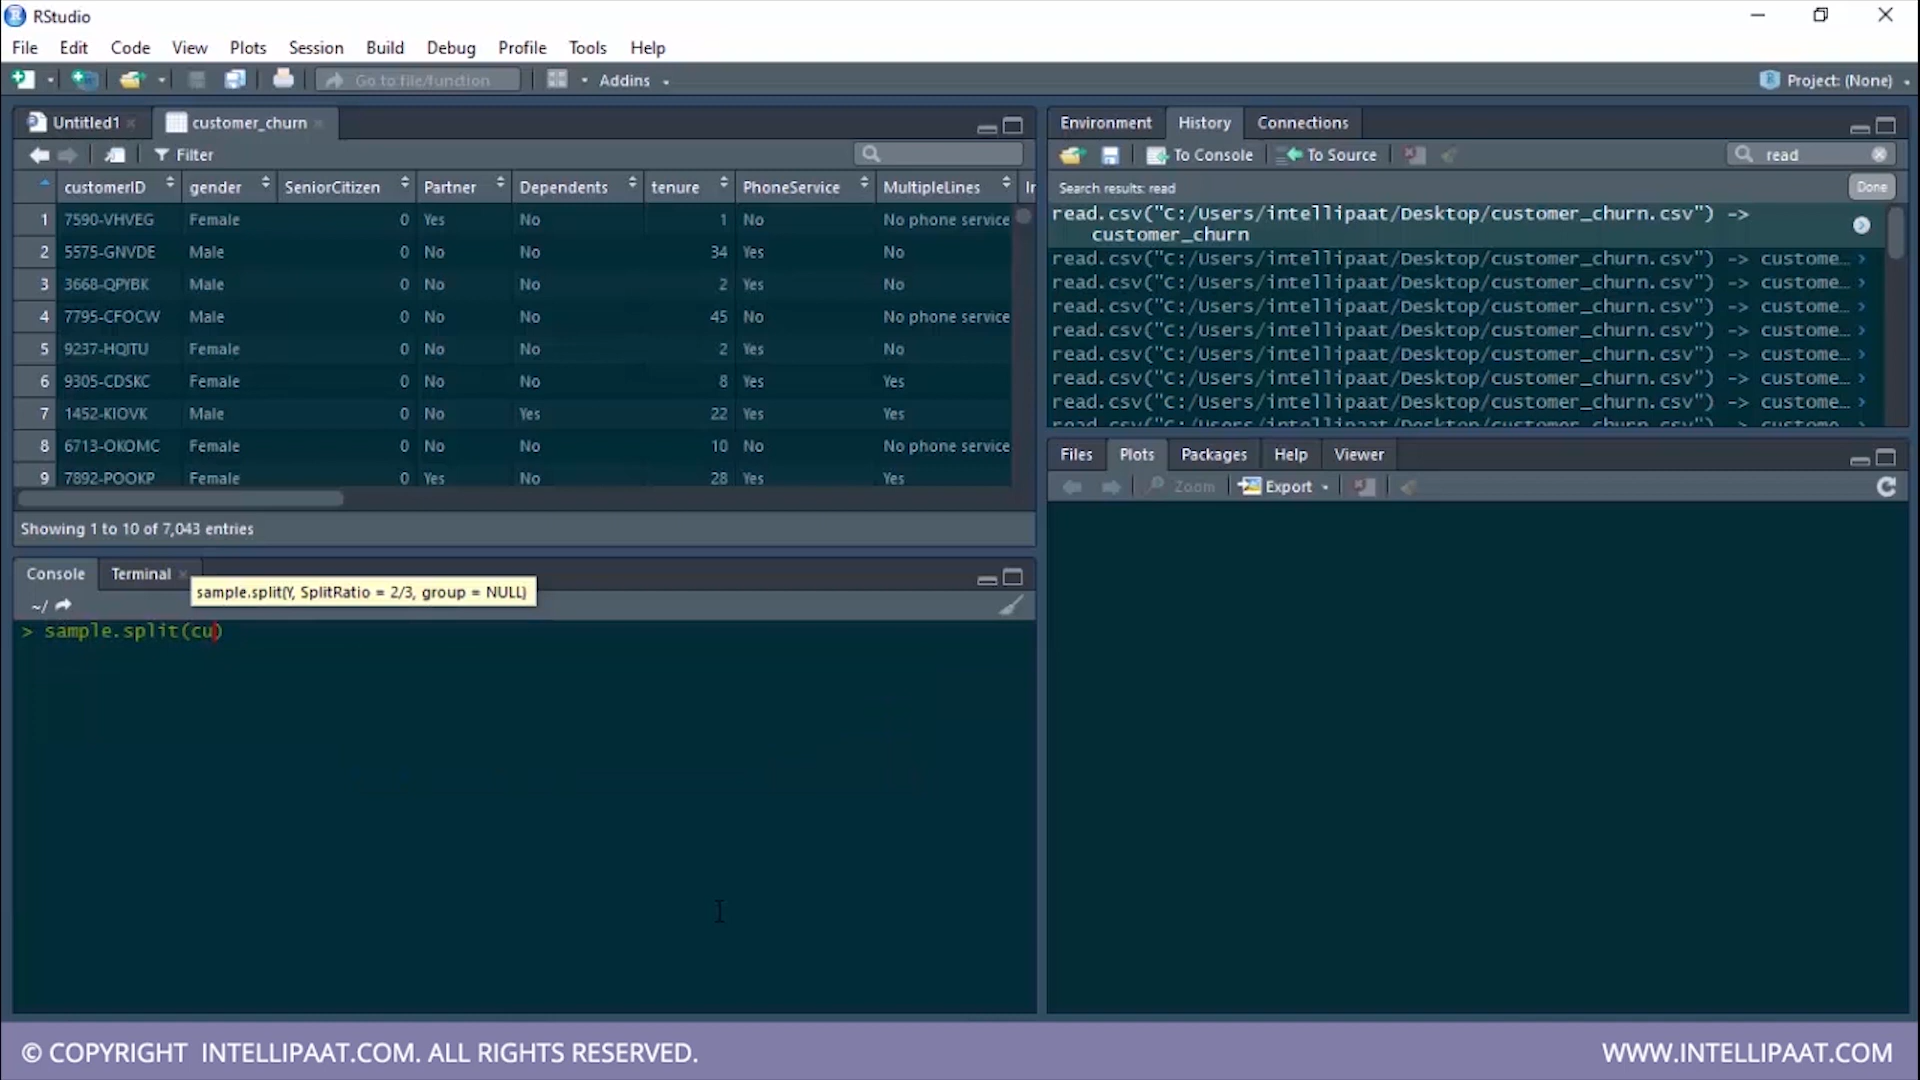 RStudio
File Edit Code View Plots Session Build Debug Profile Tools Help
Go to file/function Addins Project: (None)
Untitled1 customer_churn
Filter
customerID gender SeniorCitizen Partner Dependents tenure PhoneService MultipleLines
1 7590-VHVEG Female 0 Yes No 1 No No phone service
2 5575-GNVDE Male 0 No No 34 Yes No
3 3668-QPYBK Male 0 No No 2 Yes No
4 7795-CFOCW Male 0 No No 45 No No phone service
5 9237-HQITU Female 0 No No 2 Yes No
6 9305-CDSKC Female 0 No No 8 Yes Yes
7 1452-KIOVK Male 0 No Yes 22 Yes Yes
8 6713-OKOMC Female 0 No No 10 No No phone service
9 7892-POOKP Female 0 Yes No 28 Yes Yes
Showing 1 to 10 of 7,043 entries
Console Terminal
sample.split(Y, SplitRatio = 2/3, group = NULL)
~/
> sample.split(cu)
Environment History Connections
To Console To Source read
Search results: read Done
read.csv("C:/Users/intellipaat/Desktop/customer_churn.csv") ->
customer_churn
read.csv("C:/Users/intellipaat/Desktop/customer_churn.csv") -> custome…
read.csv("C:/Users/intellipaat/Desktop/customer_churn.csv") -> custome…
read.csv("C:/Users/intellipaat/Desktop/customer_churn.csv") -> custome…
read.csv("C:/Users/intellipaat/Desktop/customer_churn.csv") -> custome…
read.csv("C:/Users/intellipaat/Desktop/customer_churn.csv") -> custome…
read.csv("C:/Users/intellipaat/Desktop/customer_churn.csv") -> custome…
read.csv("C:/Users/intellipaat/Desktop/customer_churn.csv") -> custome…
Files Plots Packages Help Viewer
Zoom Export
© COPYRIGHT INTELLIPAAT.COM. ALL RIGHTS RESERVED.
WWW.INTELLIPAAT.COM